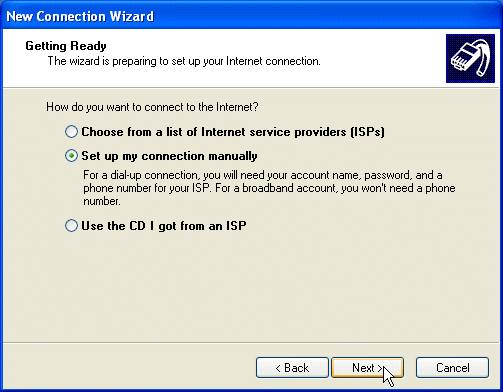 New Connection Wizard
Getting Ready
The wizard is preparing to set up your Internet connection.
How do you want to connect to the Internet?
Choose from a list of Internet service providers (ISPs)
Set up my connection manually
For a dial-up connection, you will need your account name, password, and a
phone number for your ISP. For a broadband account, you won't need a phone
number.
Use the CD I got from an ISP
< Back
Next >
Cancel